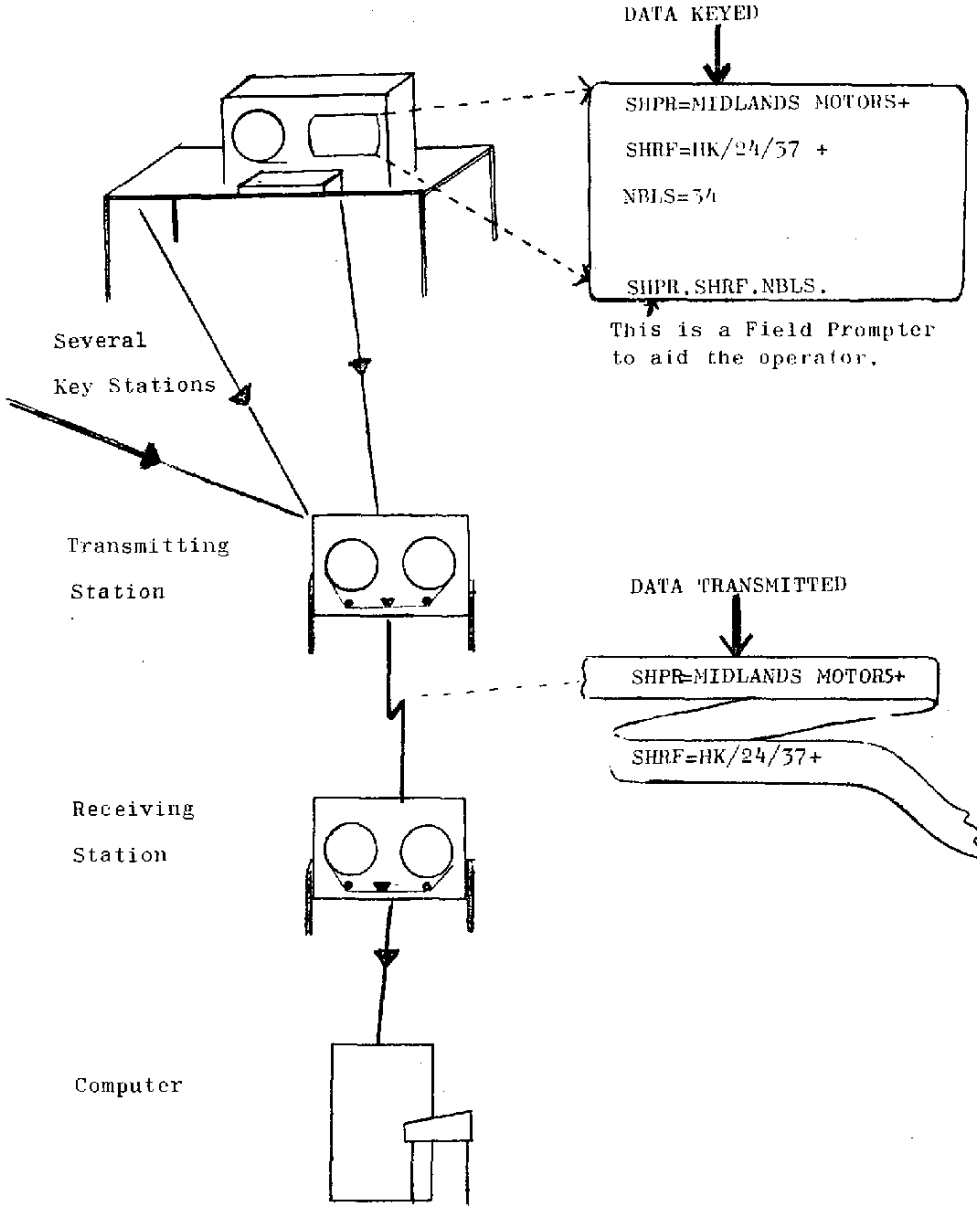 DATA KEYED
SHPR=MIDLANDS MOTORS+
SHRF=HK/24/37 +
NBLS=34
SHPR.SHRF.NBLS.
This is a Field Prompter
to aid the operator.
Several
Key Stations
Transmitting
Station
DATA TRANSMITTED
SHPR=MIDLANDS MOTORS+
SHRF=HK/24/37+
Receiving
Station
Computer